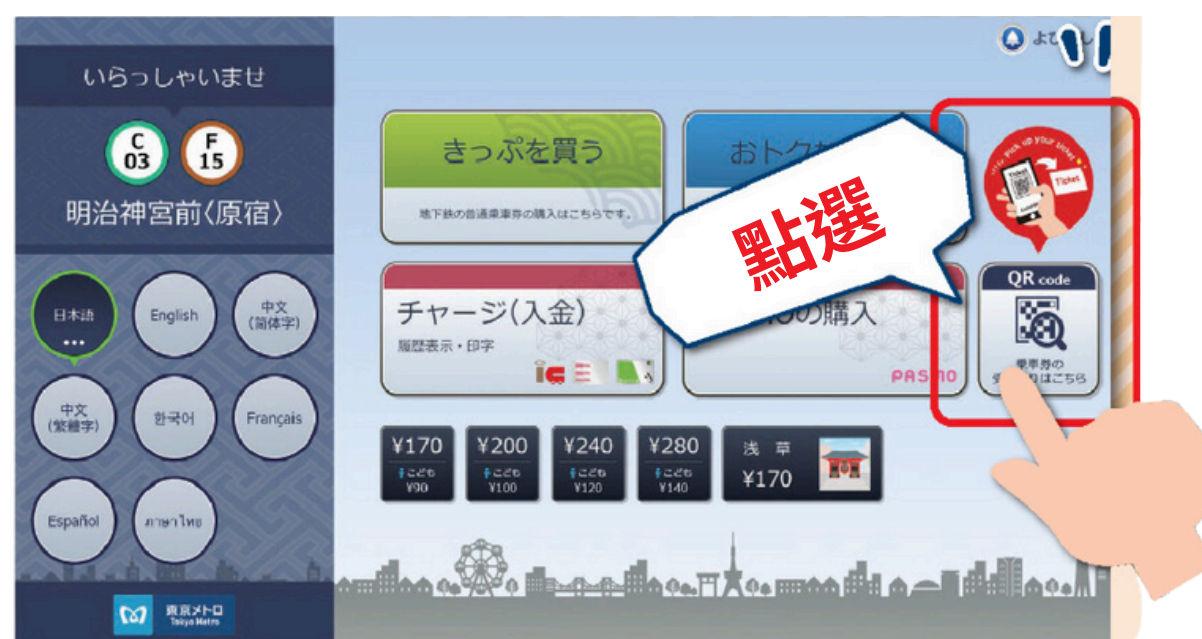 いらっしゃいませ
C
03
F
15
明治神宮前〈原宿〉
日本語
...
English
中文
(简体字)
中文
(繁體字)
한국어
Français
Español
ภาษาไทย
東京メトロ
Tokyo Metro
きっぷを買う
地下鉄の普通乗車券の購入はこちらです。
おトクな
點選
Pick up your ticket
Ticket
Ticket
チャージ(入金)
履歴表示・印字
の購入
PASMO
QR code
乗車券の
はこちら
¥170
こども
¥90
¥200
こども
¥100
¥240
こども
¥120
¥280
こども
¥140
浅草
¥170